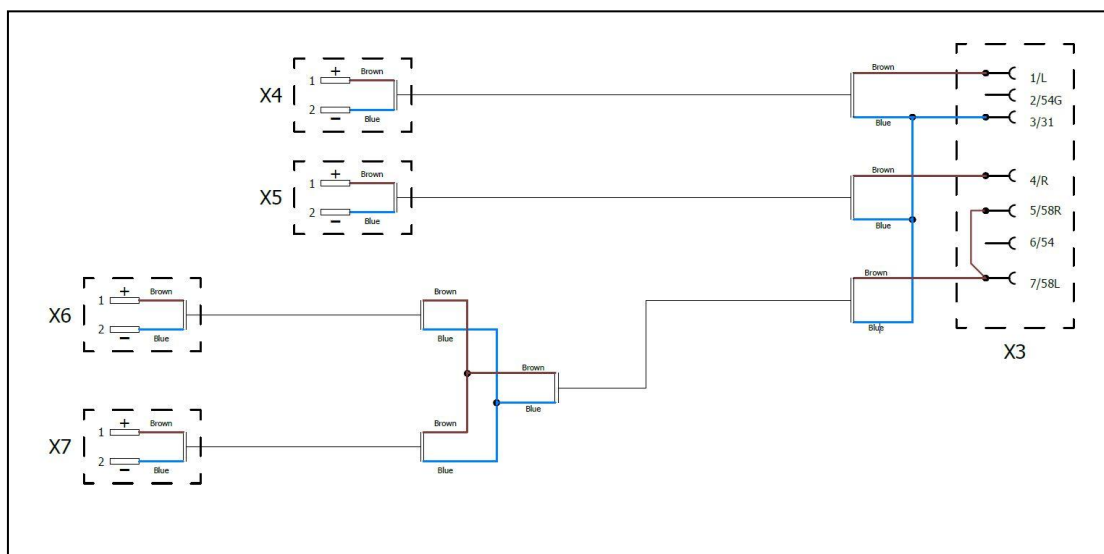 Brown
1/L
X4
1
+
Brown
2/54G
2
-
Blue
Blue
3/31
X5
1
+
Brown
Brown
4/R
2
-
Blue
Blue
5/58R
6/54
Brown
7/58L
X6
1
+
Brown
Brown
2
-
Blue
Blue
Blue
X3
Brown
Blue
X7
1
+
Brown
Brown
2
-
Blue
Blue